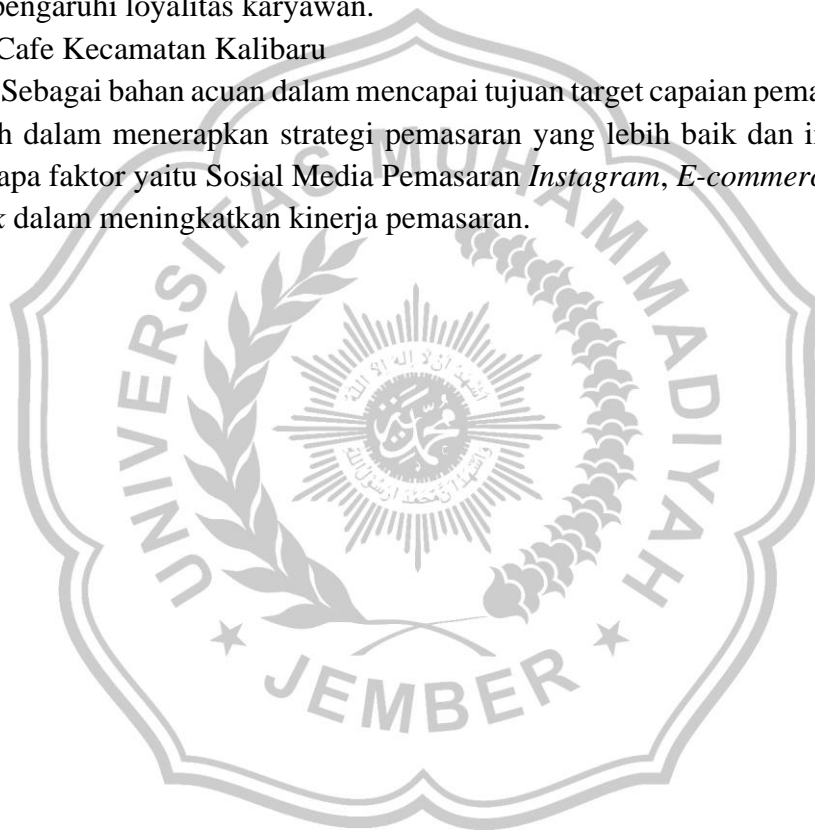 pengaruhi loyalitas karyawan.
Cafe Kecamatan Kalibaru
Sebagai bahan acuan dalam mencapai tujuan target capaian pema
h dalam menerapkan strategi pemasaran yang lebih baik dan i
apa faktor yaitu Sosial Media Pemasaran Instagram, E-commer
dalam meningkatkan kinerja pemasaran.
UNIVERSITAS MUHAMMADIYAH
JEMBER